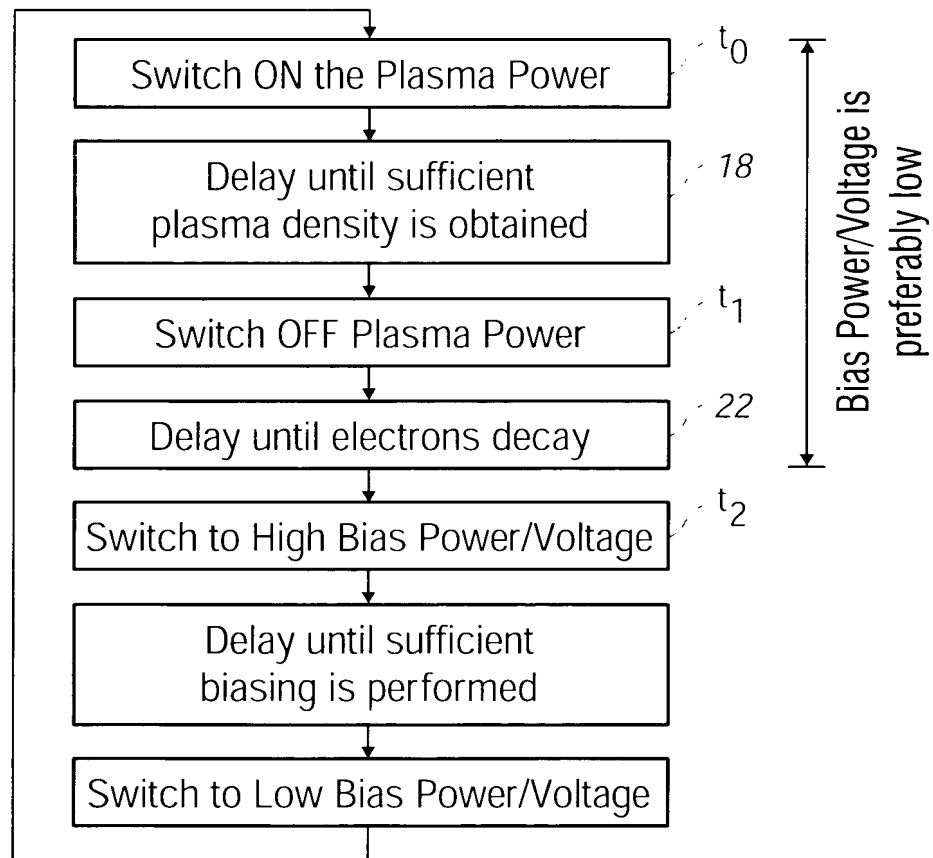 Switch ON the Plasma Power
t0
Delay until sufficient
plasma density is obtained
18
Switch OFF Plasma Power
t1
Delay until electrons decay
22
Switch to High Bias Power/Voltage
t2
Delay until sufficient
biasing is performed
Switch to Low Bias Power/Voltage
Bias Power/Voltage is
preferably low